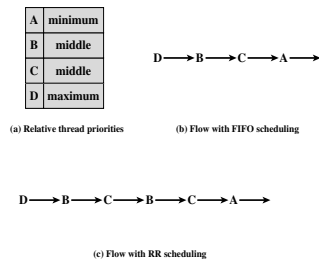 A minimum
B middle
C middle
D maximum
(a) Relative thread priorities
D B C A
(b) Flow with FIFO scheduling
D B C B C A
(c) Flow with RR scheduling